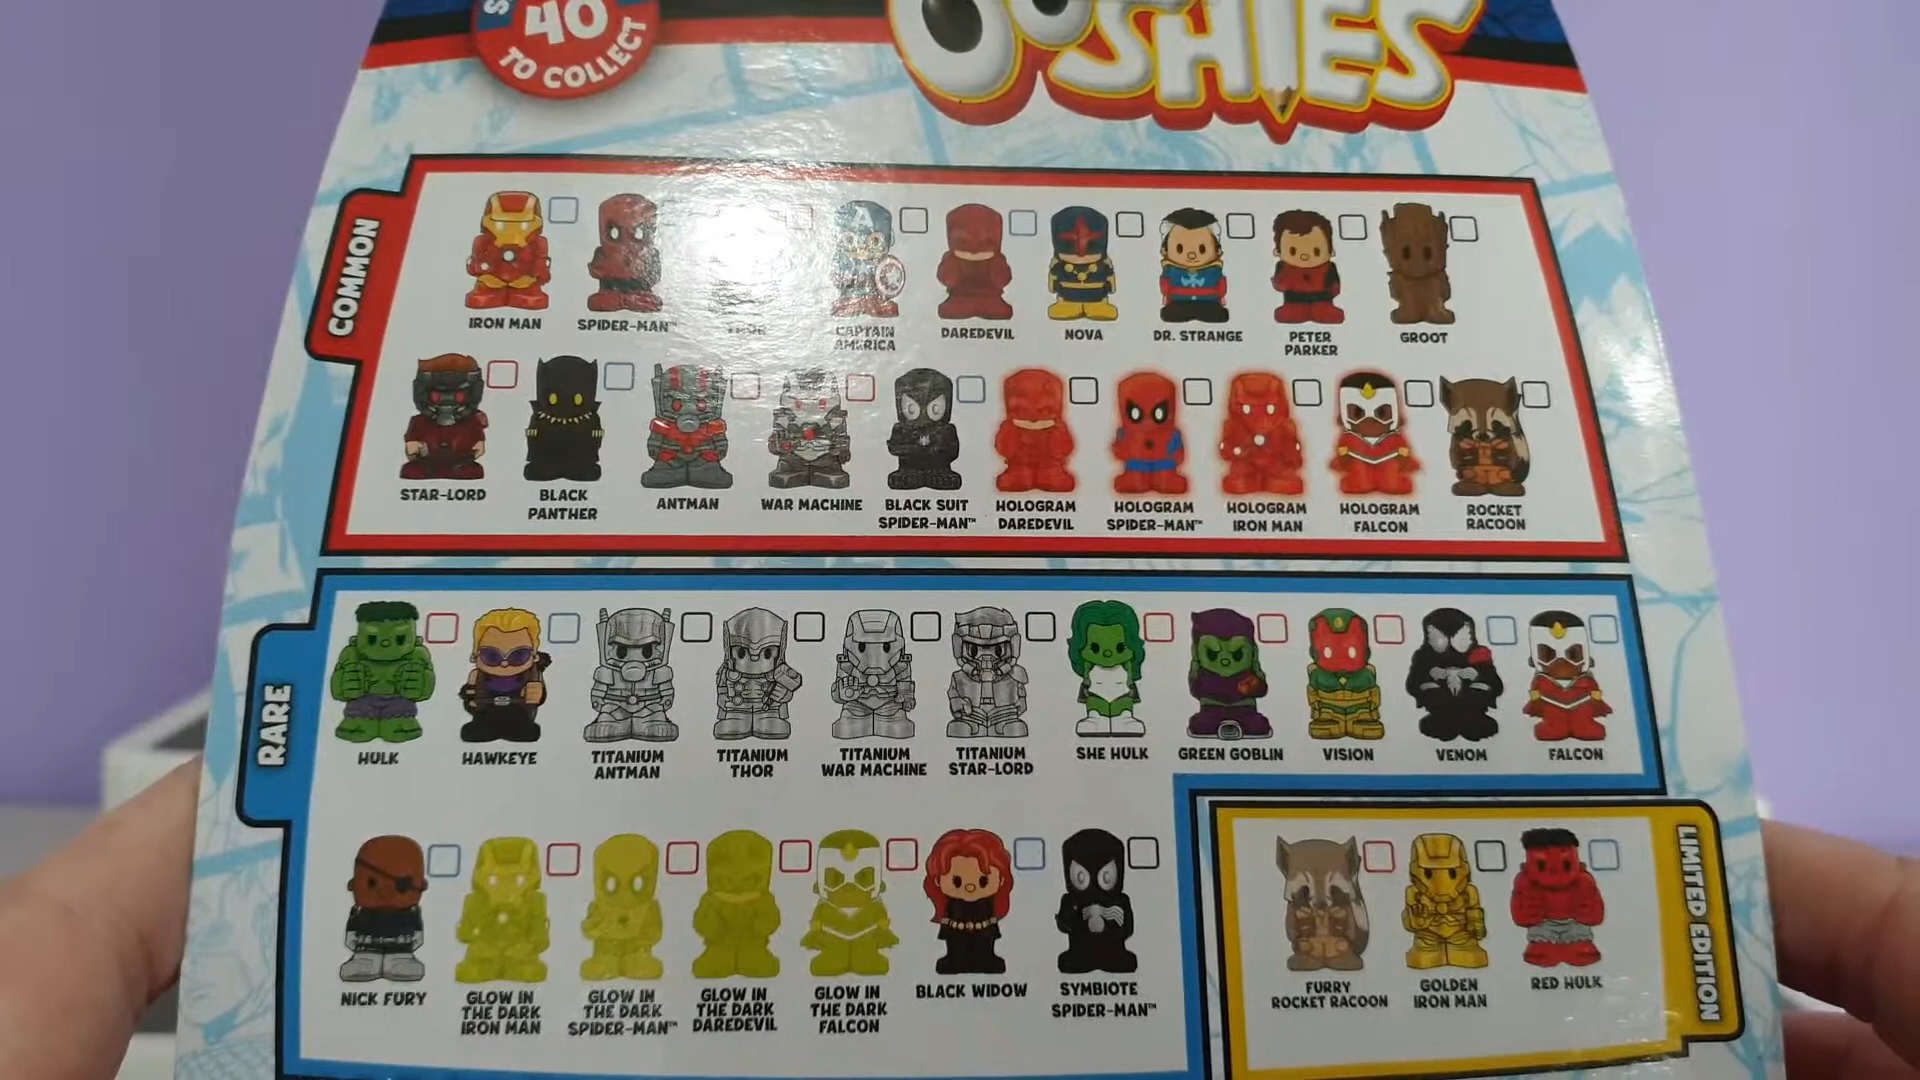 40
TO COLLECT
OOSHIES
COMMON
IRON MAN
SPIDER-MAN™
THOR
CAPTAIN
AMERICA
DAREDEVIL
NOVA
DR. STRANGE
PETER
PARKER
GROOT
STAR-LORD
BLACK
PANTHER
ANTMAN
WAR MACHINE
BLACK SUIT
SPIDER-MAN™
HOLOGRAM
DAREDEVIL
HOLOGRAM
SPIDER-MAN™
HOLOGRAM
IRON MAN
HOLOGRAM
FALCON
ROCKET
RACOON
RARE
HULK
HAWKEYE
TITANIUM
ANTMAN
TITANIUM
THOR
TITANIUM
WAR MACHINE
TITANIUM
STAR-LORD
SHE HULK
GREEN GOBLIN
VISION
VENOM
FALCON
NICK FURY
GLOW IN
THE DARK
IRON MAN
GLOW IN
THE DARK
SPIDER-MAN™
GLOW IN
THE DARK
DAREDEVIL
GLOW IN
THE DARK
FALCON
BLACK WIDOW
SYMBIOTE
SPIDER-MAN™
LIMITED EDITION
FURRY
ROCKET RACOON
GOLDEN
IRON MAN
RED HULK